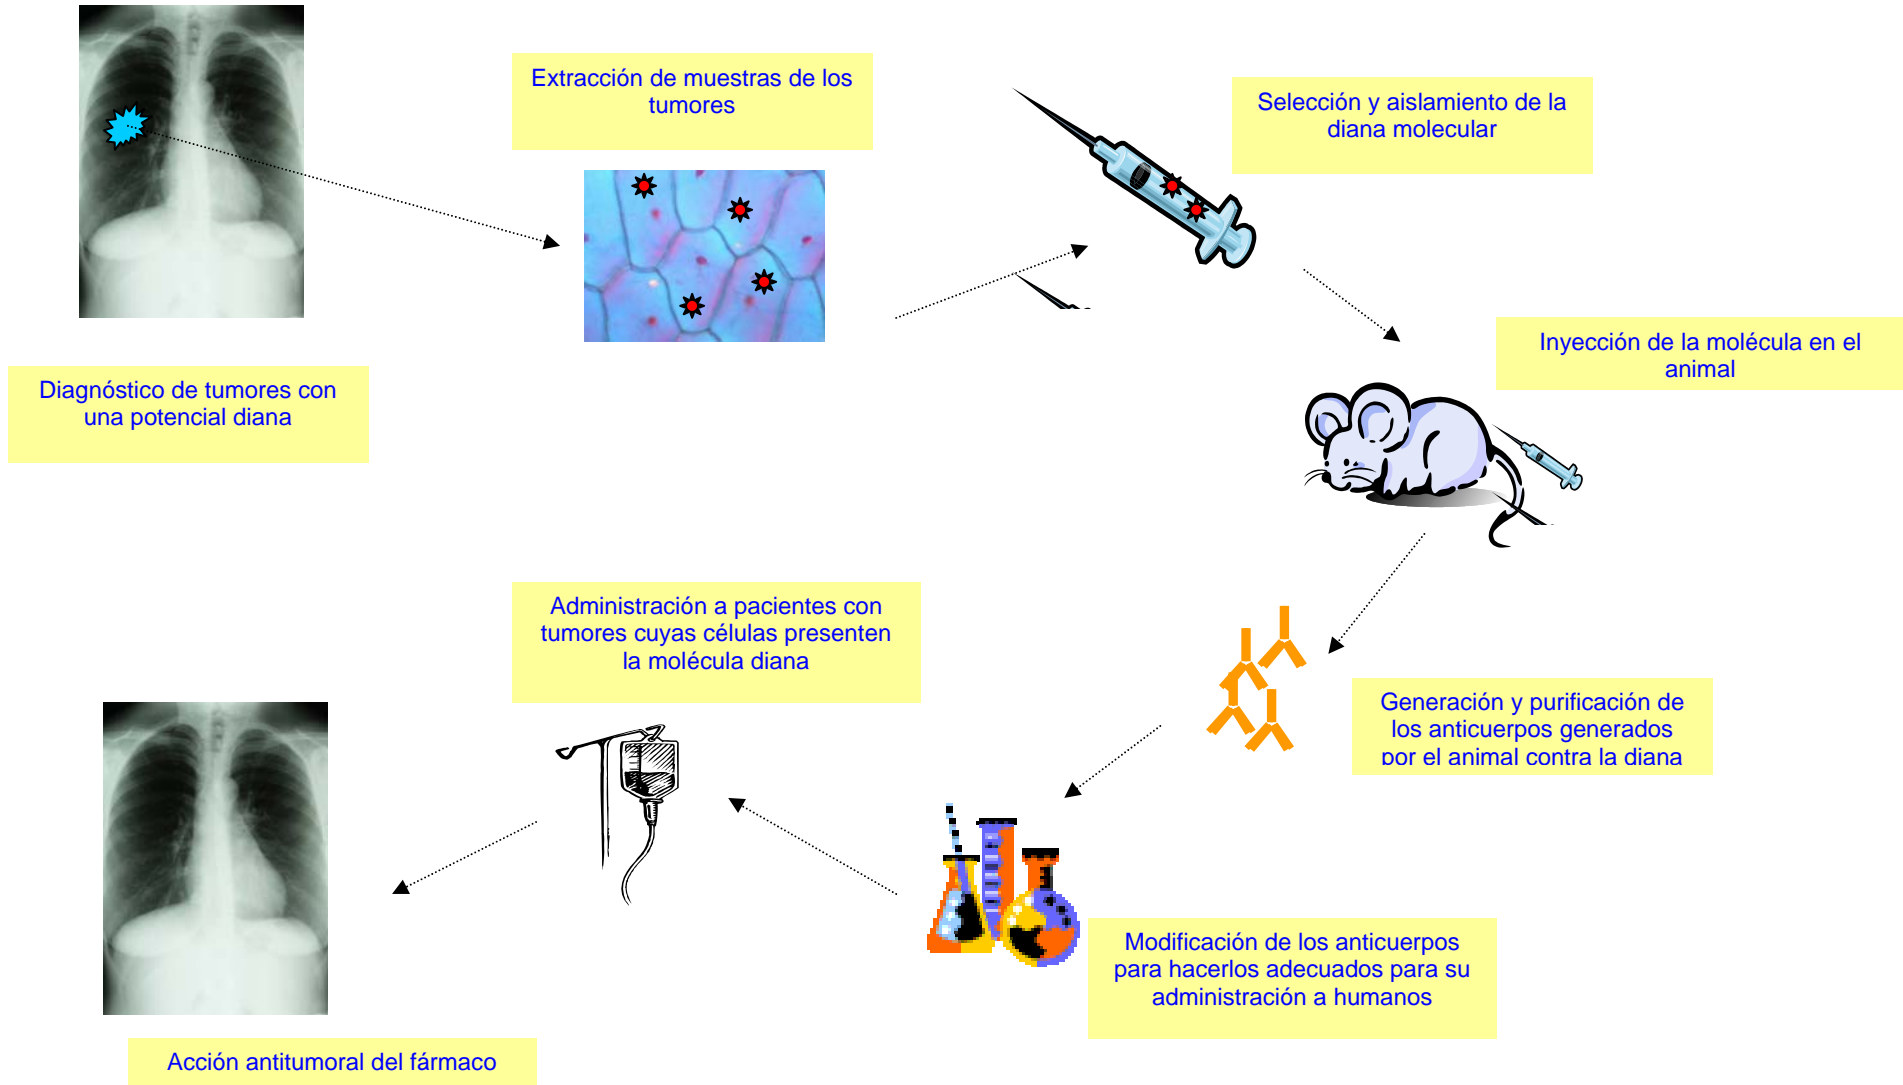 Extracción de muestras de los
tumores
Selección y aislamiento de la
diana molecular
Inyección de la molécula en el
animal
Diagnóstico de tumores con
una potencial diana
Administración a pacientes con
tumores cuyas células presenten
la molécula diana
Generación y purificación de
los anticuerpos generados
por el animal contra la diana
Modificación de los anticuerpos
para hacerlos adecuados para su
administración a humanos
Acción antitumoral del fármaco